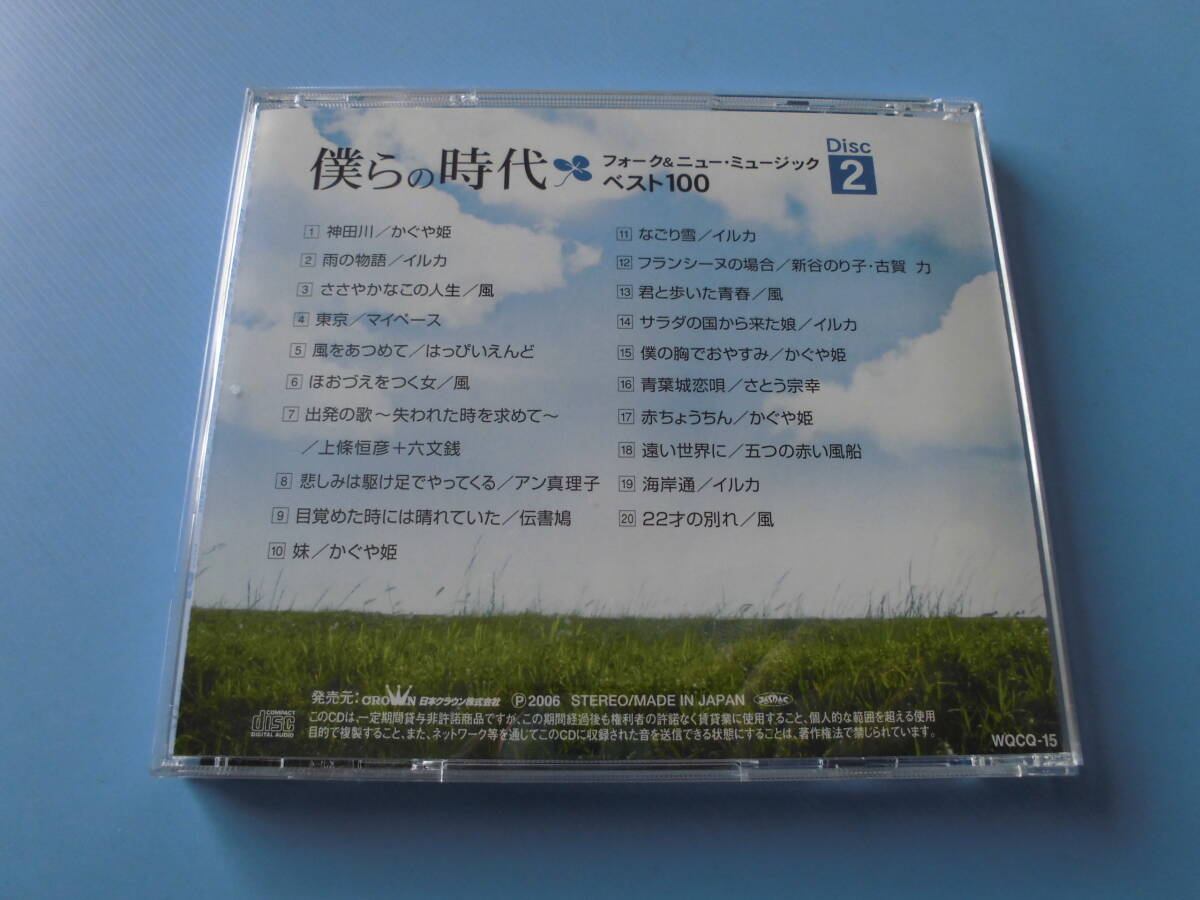 僕らの時代 フォーク&ニュー・ミュージック
ベスト100
Disc
2
1 神田川／かぐや姫
2 雨の物語／イルカ
3 ささやかなこの人生／風
4 東京／マイペース
5 風をあつめて／はっぴいえんど
6 ほおづえをつく女／風
7 出発の歌～失われた時を求めて～
／上條恒彦＋六文銭
8 悲しみは駆け足でやってくる／アン真理子
9 目覚めた時には晴れていた／伝書鳩
10 妹／かぐや姫
11 なごり雪／イルカ
12 フランシーヌの場合／新谷のり子・古賀 力
13 君と歩いた青春／風
14 サラダの国から来た娘／イルカ
15 僕の胸でおやすみ／かぐや姫
16 青葉城恋唄／さとう宗幸
17 赤ちょうちん／かぐや姫
18 遠い世界に／五つの赤い風船
19 海岸通／イルカ
20 22才の別れ／風
発売元：CROWN 日本クラウン株式会社 Ⓟ2006 STEREO/MADE IN JAPAN JASRAC
COMPACT
disc
DIGITAL AUDIO
このCDは、一定期間貸与非許諾商品ですが、この期間経過後も権利者の許諾なく賃貸業に使用すること、個人的な範囲を超える使用
目的で複製すること、また、ネットワーク等を通じてこのCDに収録された音を送信できる状態にすることは、著作権法で禁じられています。
WQCQ-15